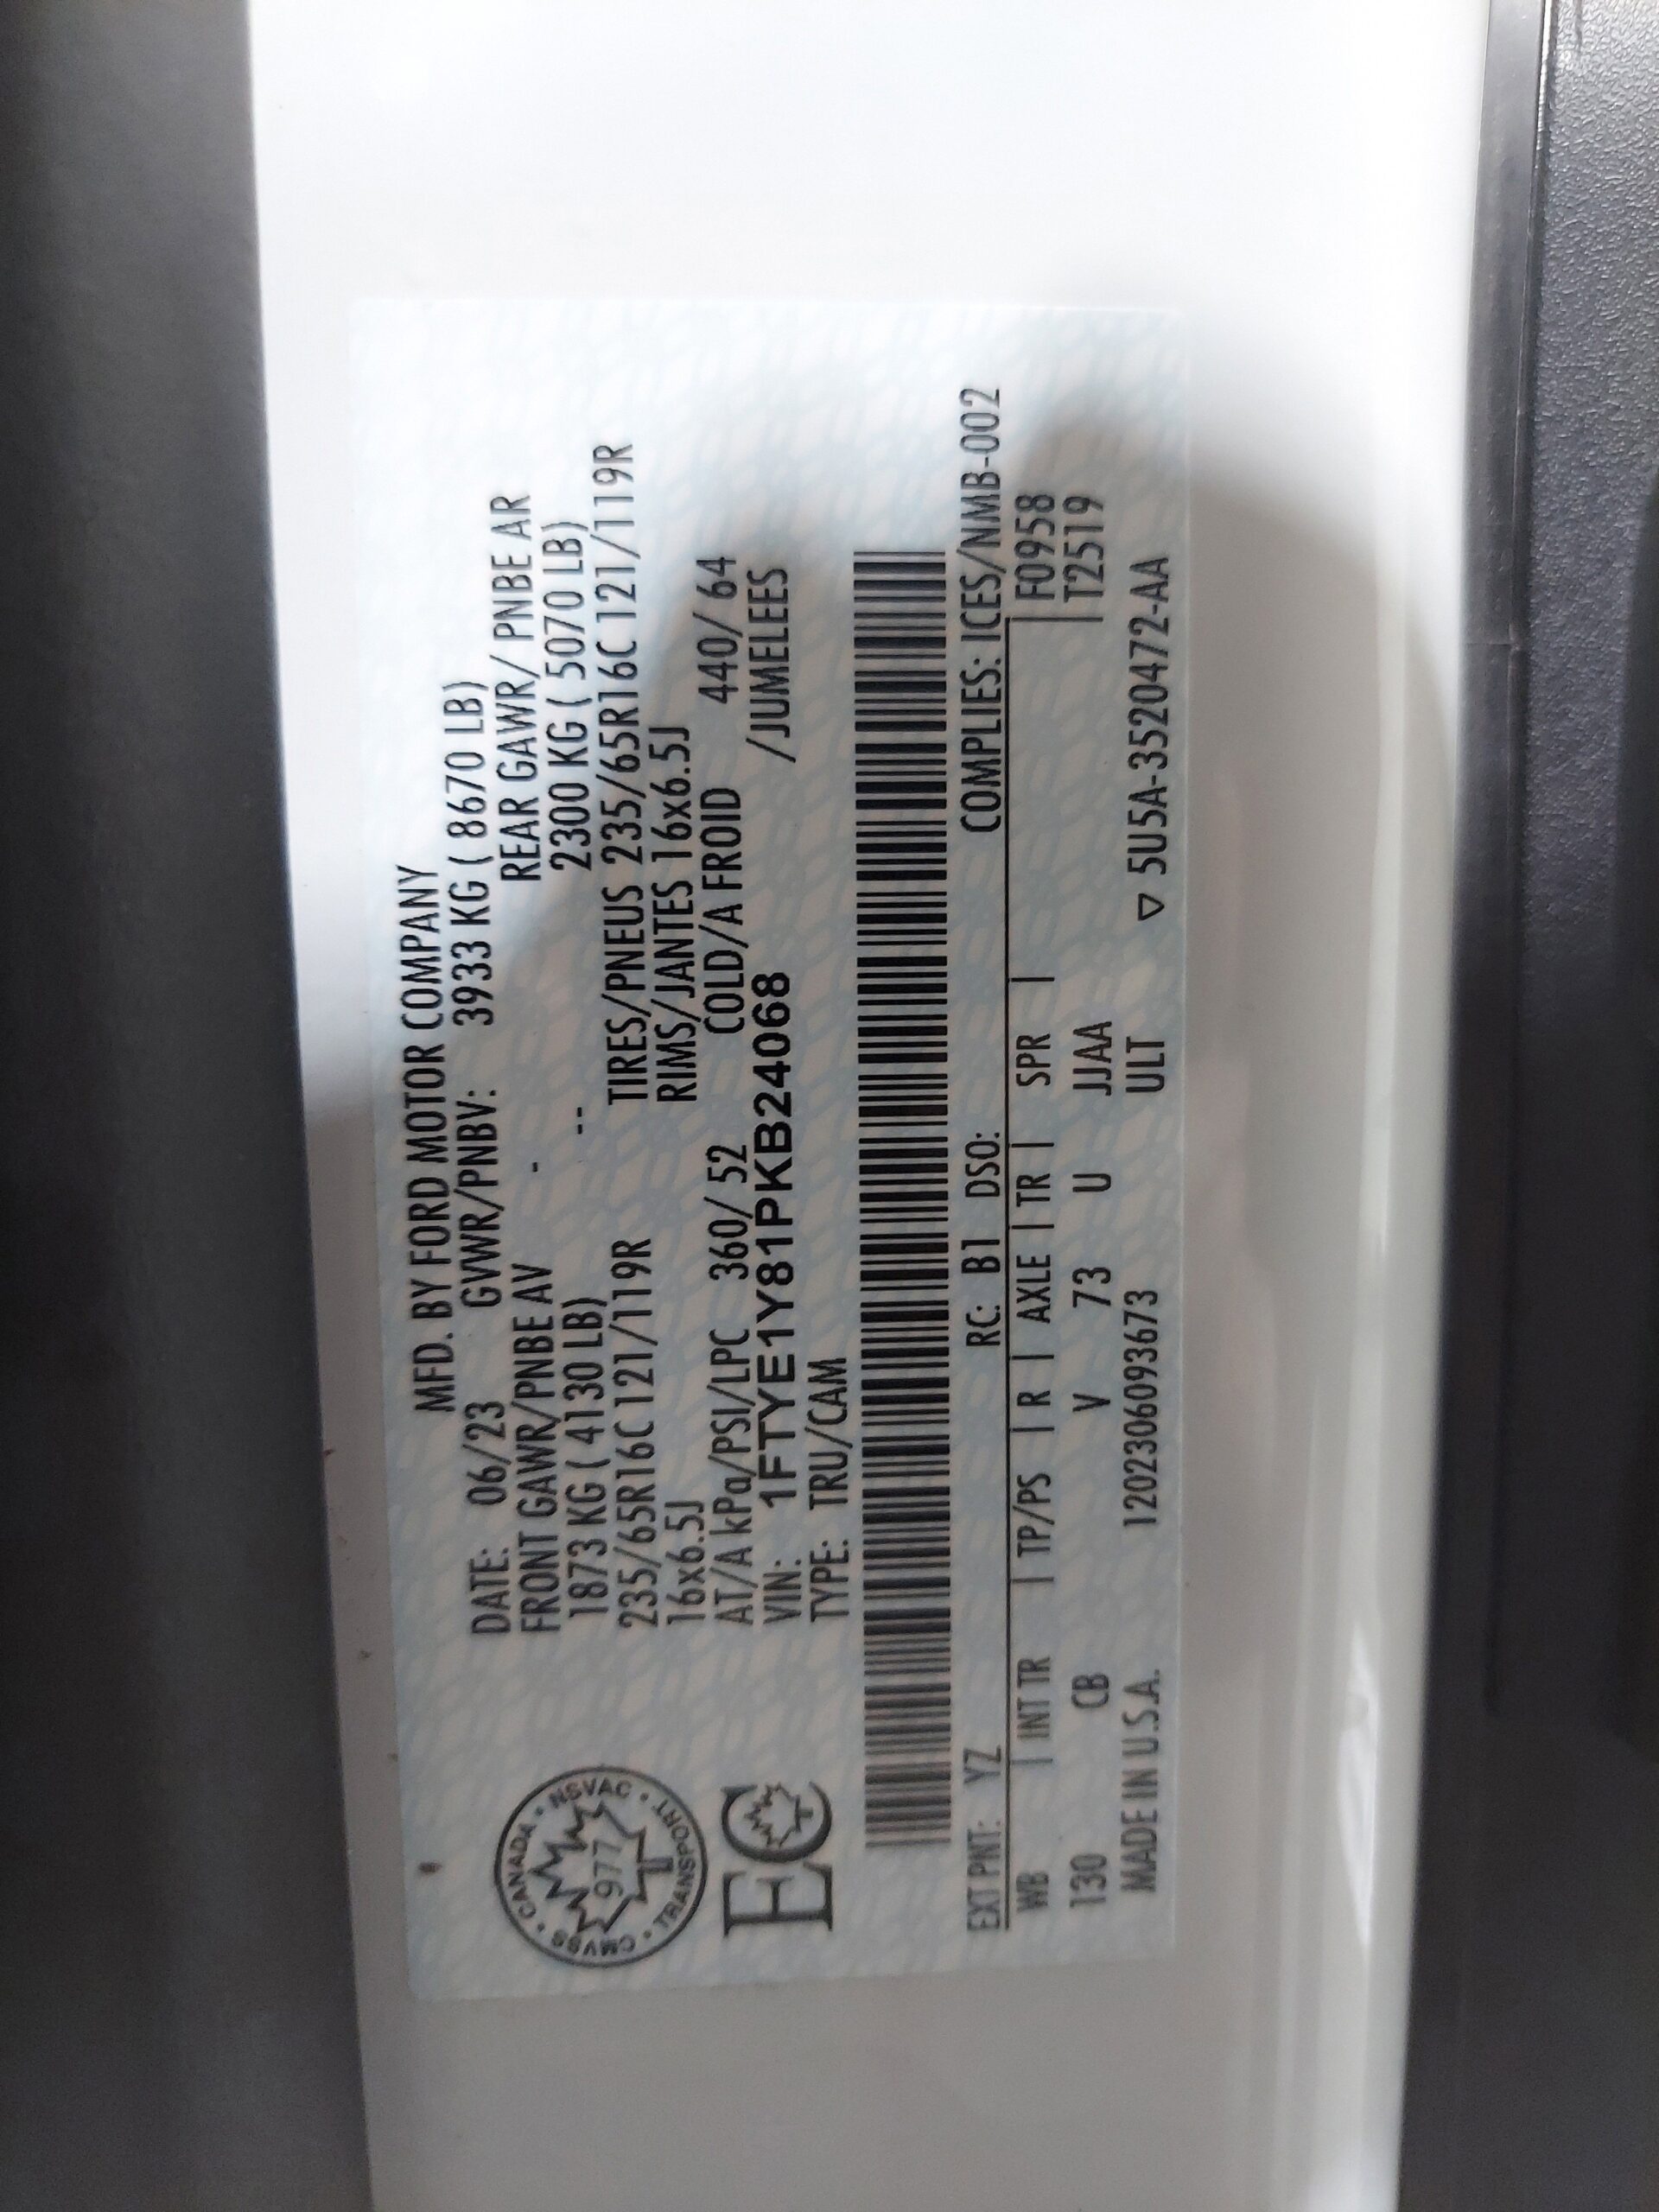 MFD. BY FORD MOTOR COMPANY
DATE: 06/23 GVWR/PNBV: 3933 KG ( 8670 LB)
FRONT GAWR/PNBE AV - REAR GAWR/ PNBE AR
1873 KG ( 4130 LB) -- 2300 KG ( 5070 LB)
235/65R16C 121/119R TIRES/PNEUS 235/65R16C 121/119R
16x6.5J RIMS/JANTES 16x6.5J
AT/A kPa/PSI/LPC 360/ 52 COLD/A FROID 440/ 64
VIN: 1FTYE1Y81PKB24068 /JUMELEES
TYPE: TRU/CAM
CANADA • NSVAC • TRANSPORT • CMVSS
977
EC
EXT PNT: YZ RC: B1 DSO: COMPLIES: ICES/NMB-002
WB | INT TR | TP/PS | R | AXLE | TR | SPR | | F0958
130 CB V 73 U JJAA | T2519
MADE IN U.S.A. 1202306093673 ULT ▽ 5U5A-3520472-AA